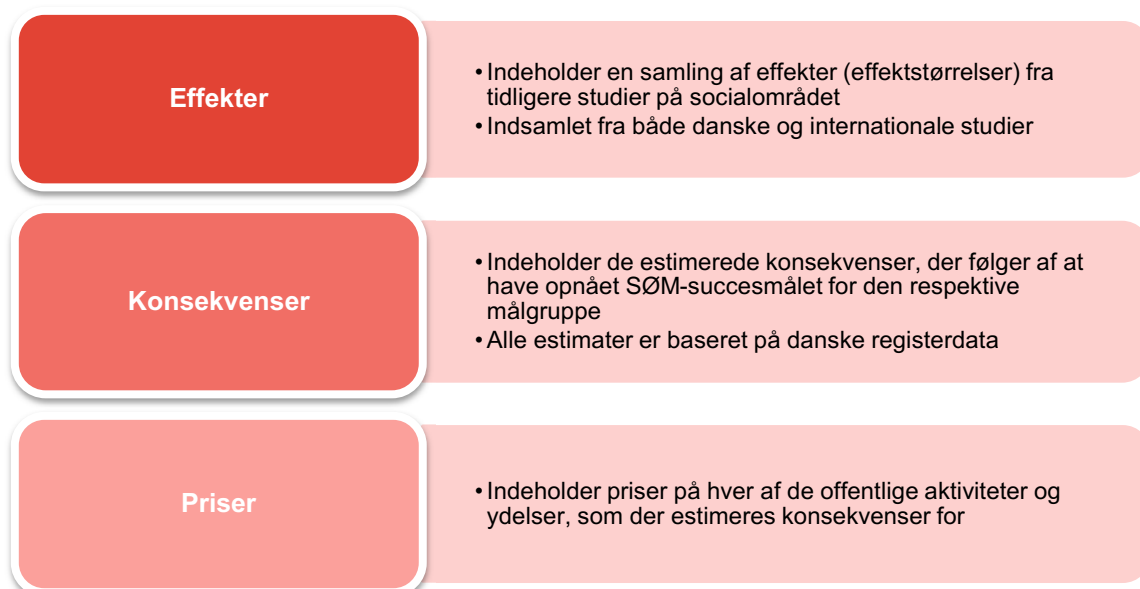 Effekter
• Indeholder en samling af effekter (effektstørrelser) fra
tidligere studier på socialområdet
• Indsamlet fra både danske og internationale studier
Konsekvenser
• Indeholder de estimerede konsekvenser, der følger af at
have opnået SØM-succesmålet for den respektive
målgruppe
• Alle estimater er baseret på danske registerdata
Priser
• Indeholder priser på hver af de offentlige aktiviteter og
ydelser, som der estimeres konsekvenser for